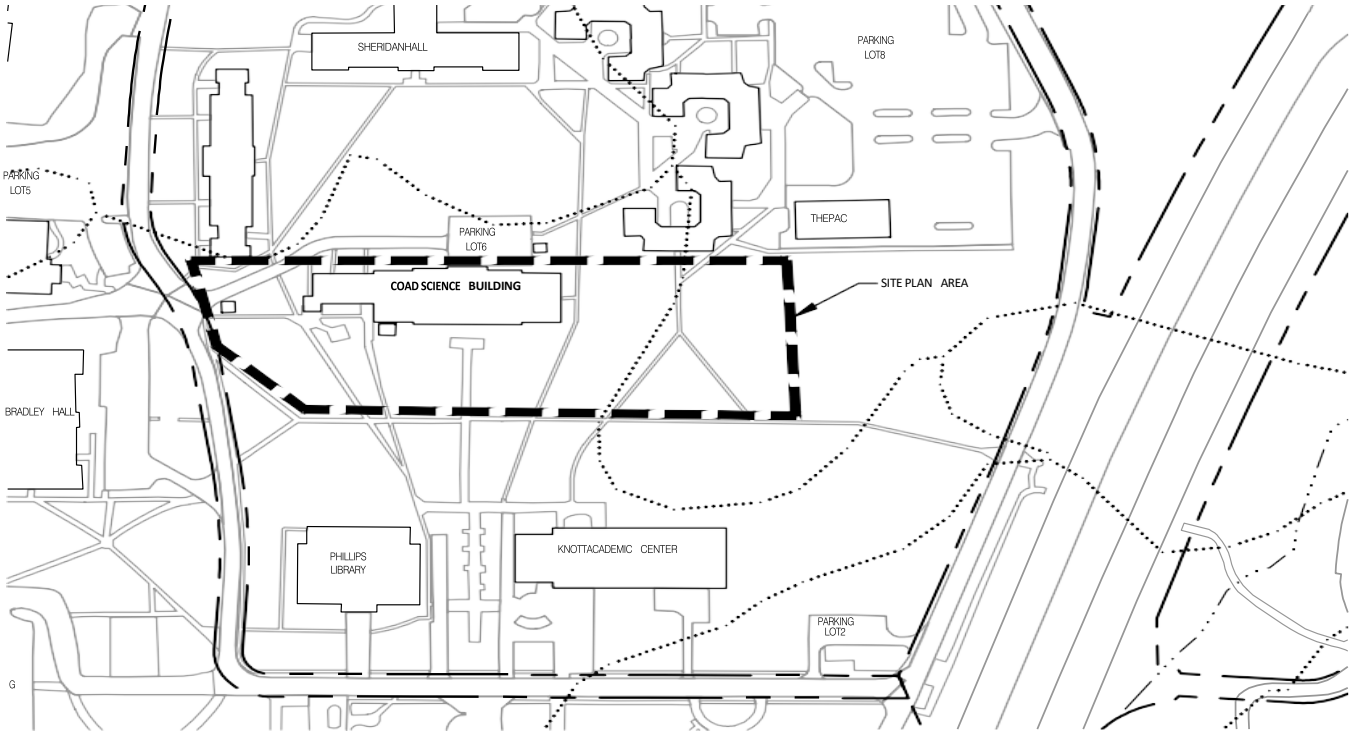 SHERIDANHALL
PARKING
LOT8
PARKING
LOT5
THEPAC
PARKING
LOT6
COAD SCIENCE BUILDING
SITE PLAN AREA
BRADLEY HALL
PHILLIPS
LIBRARY
KNOTTACADEMIC CENTER
PARKING
LOT2
G